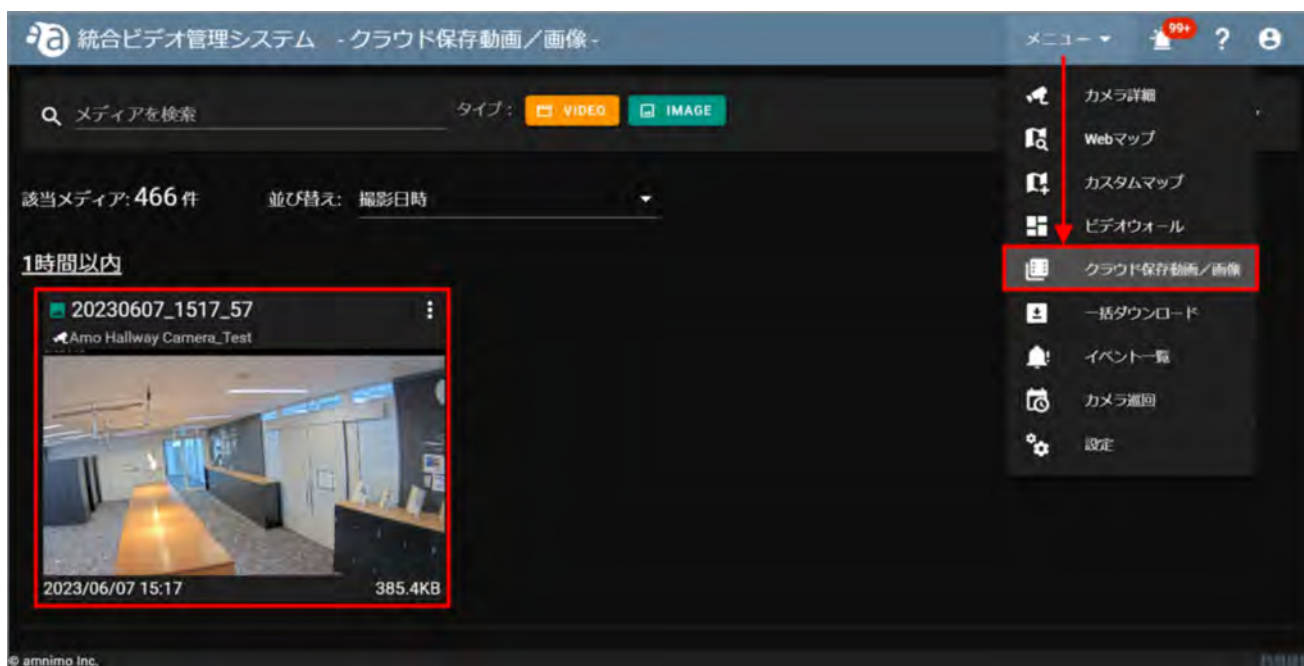 統合ビデオ管理システム - クラウド保存動画/画像 -
メニュー
99+
?
メディアを検索
タイプ :
VIDEO
IMAGE
該当メディア: 466 件
並び替え: 撮影日時
1時間以内
20230607_1517_57
Amo Hallway Camera_Test
2023/06/07 15:17
385.4KB
カメラ詳細
Webマップ
カスタムマップ
ビデオウォール
クラウド保存動画/画像
一括ダウンロード
イベント一覧
カメラ巡回
設定
© amnimo Inc.